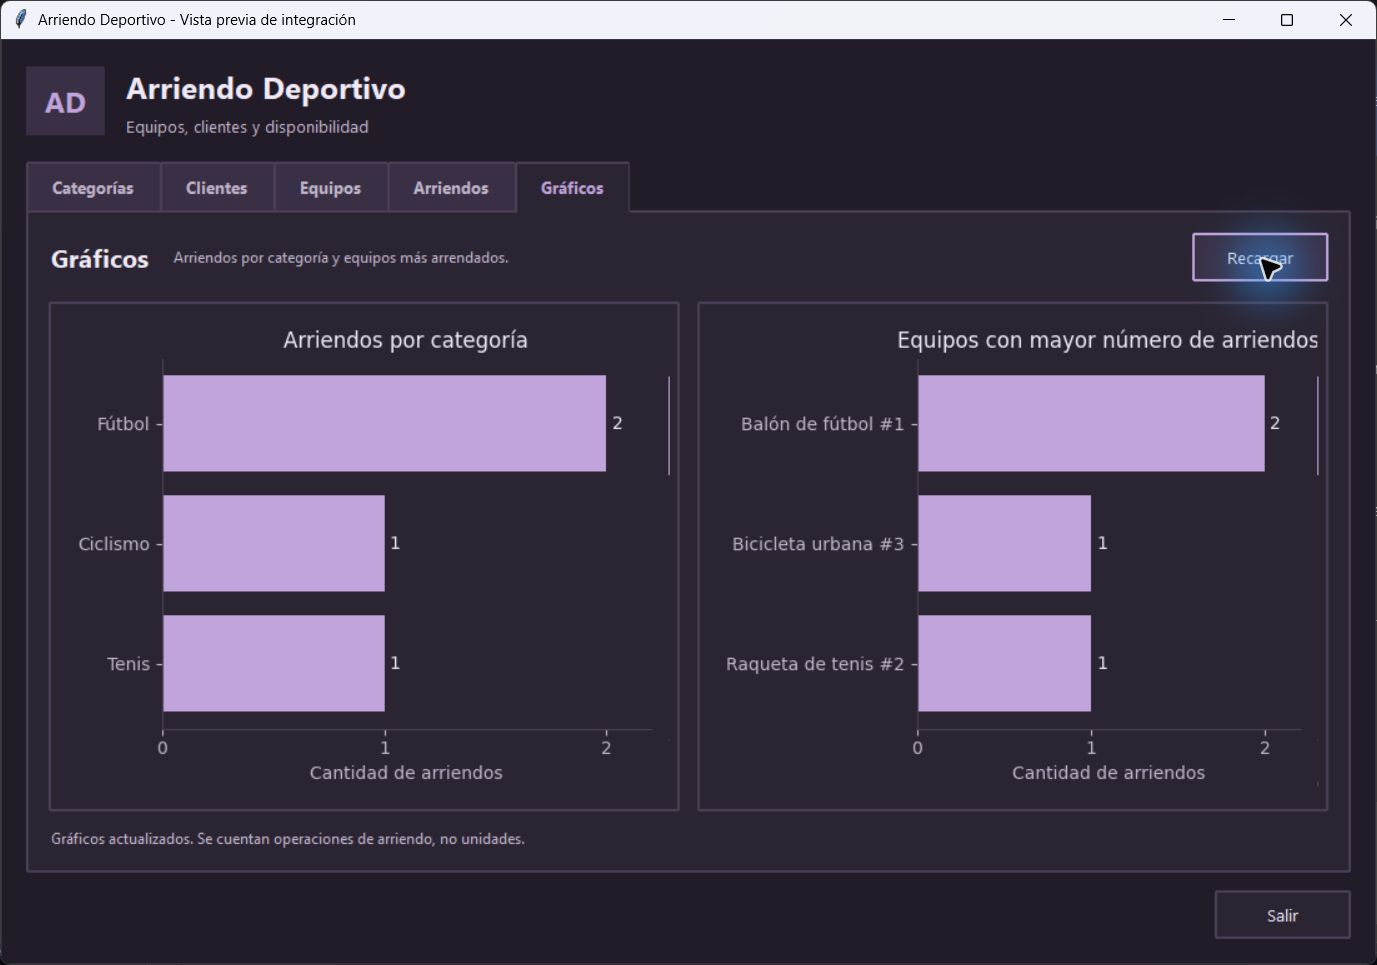 Arriendo Deportivo - Vista previa de integración
AD
Arriendo Deportivo
Equipos, clientes y disponibilidad
Categorías
Clientes
Equipos
Arriendos
Gráficos
Gráficos
Arriendos por categoría y equipos más arrendados.
Recargar
Arriendos por categoría
Fútbol
2
Ciclismo
1
Tenis
1
0 1 2
Cantidad de arriendos
Equipos con mayor número de arriendos
Balón de fútbol #1
2
Bicicleta urbana #3
1
Raqueta de tenis #2
1
0 1 2
Cantidad de arriendos
Gráficos actualizados. Se cuentan operaciones de arriendo, no unidades.
Salir